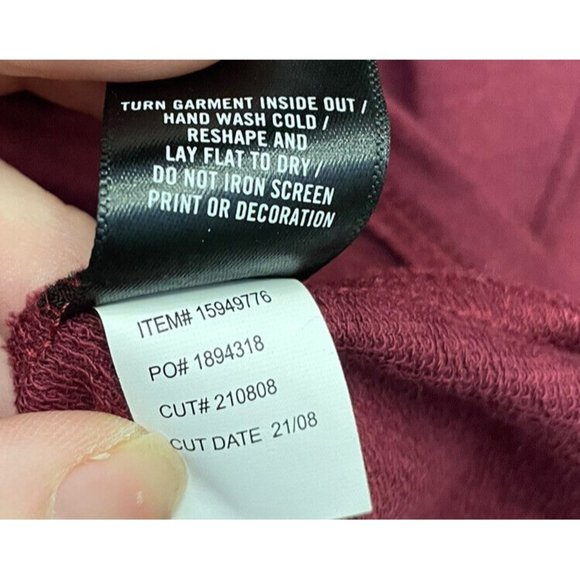 TURN GARMENT INSIDE OUT /
HAND WASH COLD /
RESHAPE AND
LAY FLAT TO DRY /
DO NOT IRON SCREEN
PRINT OR DECORATION
ITEM# 15949776
PO# 1894318
CUT# 210808
CUT DATE 21/08